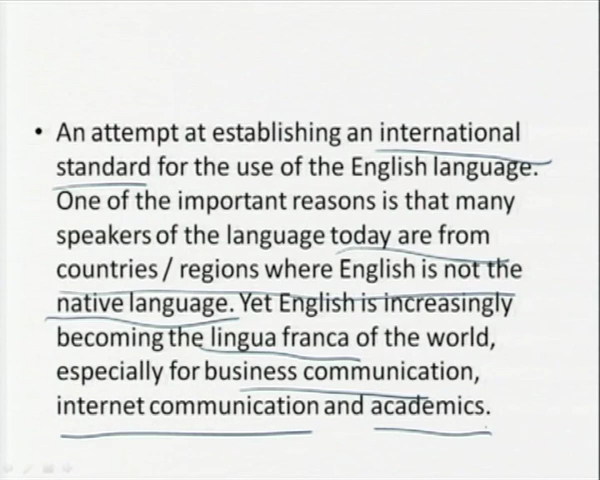 • An attempt at establishing an international
standard for the use of the English language.
One of the important reasons is that many
speakers of the language today are from
countries / regions where English is not the
native language. Yet English is increasingly
becoming the lingua franca of the world,
especially for business communication,
internet communication and academics.